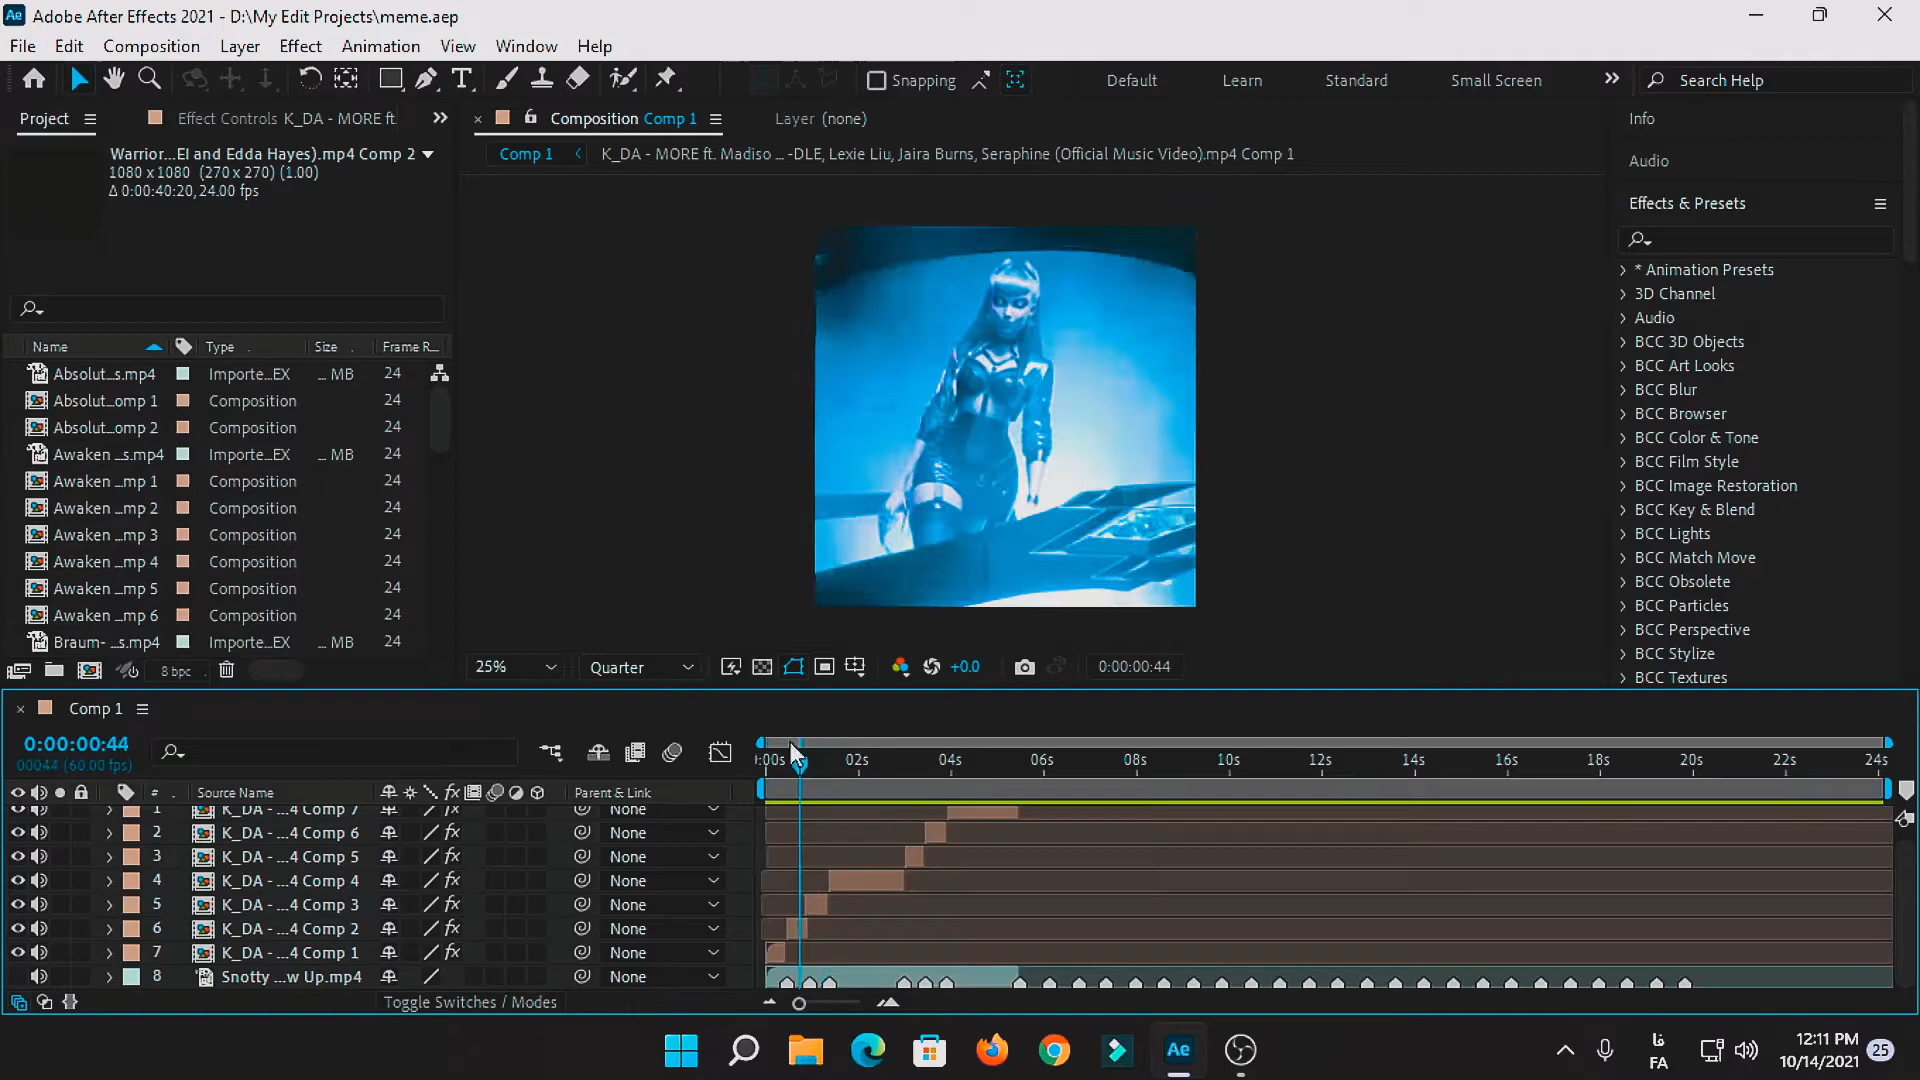 Adobe After Effects 2021 - D:\My Edit Projects\meme.aep
File Edit Composition Layer Effect Animation View Window Help
Snapping
Default Learn Standard Small Screen
Search Help
Project
Effect Controls K_DA - MORE ft.
Composition Comp 1
Layer (none)
Info
Warrior...El and Edda Hayes).mp4 Comp 2
1080 x 1080 (270 x 270) (1.00)
Δ 0:00:40:20, 24.00 fps
Comp 1
K_DA - MORE ft. Madiso ... -DLE, Lexie Liu, Jaira Burns, Seraphine (Official Music Video).mp4 Comp 1
Audio
Effects & Presets
Name Type Size Frame R...
Absolut...s.mp4 Importe...EX ... MB 24
Absolut...omp 1 Composition 24
Absolut...omp 2 Composition 24
Awaken ...s.mp4 Importe...EX ... MB 24
Awaken ...mp 1 Composition 24
Awaken ...mp 2 Composition 24
Awaken ...mp 3 Composition 24
Awaken ...mp 4 Composition 24
Awaken ...mp 5 Composition 24
Awaken ...mp 6 Composition 24
Braum- ...s.mp4 Importe...EX ... MB 24
8 bpc
* Animation Presets
3D Channel
Audio
BCC 3D Objects
BCC Art Looks
BCC Blur
BCC Browser
BCC Color & Tone
BCC Film Style
BCC Image Restoration
BCC Key & Blend
BCC Lights
BCC Match Move
BCC Obsolete
BCC Particles
BCC Perspective
BCC Stylize
BCC Textures
25% Quarter +0.0 0:00:00:44
Comp 1
0:00:00:44
00044 (60.00 fps)
:00s 02s 04s 06s 08s 10s 12s 14s 16s 18s 20s 22s 24s
# Source Name fx Parent & Link
1 K_DA - ...4 Comp 7 fx None
2 K_DA - ...4 Comp 6 fx None
3 K_DA - ...4 Comp 5 fx None
4 K_DA - ...4 Comp 4 fx None
5 K_DA - ...4 Comp 3 fx None
6 K_DA - ...4 Comp 2 fx None
7 K_DA - ...4 Comp 1 fx None
8 Snotty ...w Up.mp4 None
Toggle Switches / Modes
Ae
فا
FA
12:11 PM
10/14/2021
25